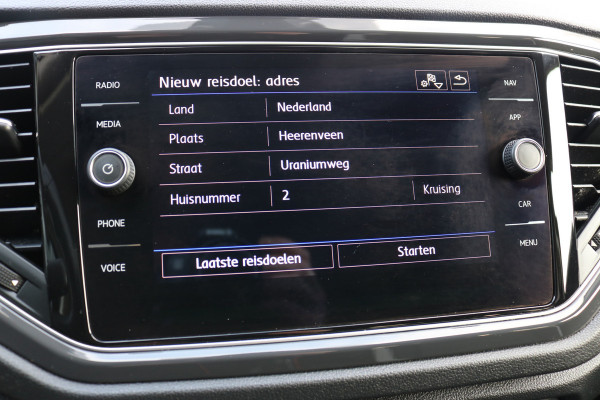 RADIO
MEDIA
PHONE
VOICE
Nieuw reisdoel: adres
Land Nederland
Plaats Heerenveen
Straat Uraniumweg
Huisnummer 2 Kruising
Laatste reisdoelen Starten
NAV
APP
CAR
MENU